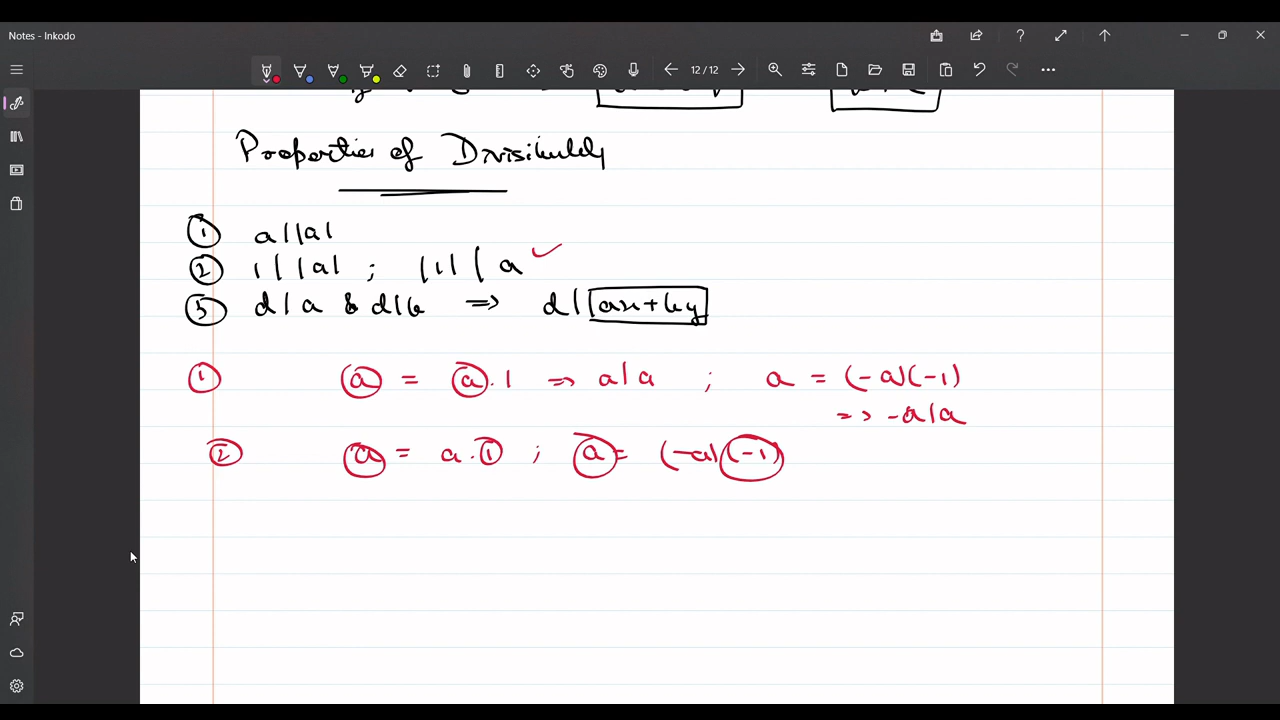 Notes - Inkodo
12/12
Properties of Divisibility
① a||a|
② 1||a| ; |1||a ✓
③ d|a & d|b => d|(ax+by
① a = a.1 => a|a ; a = (-a)(-1)
=> -a|a
② a = a.1 ; a = (-a)(-1)